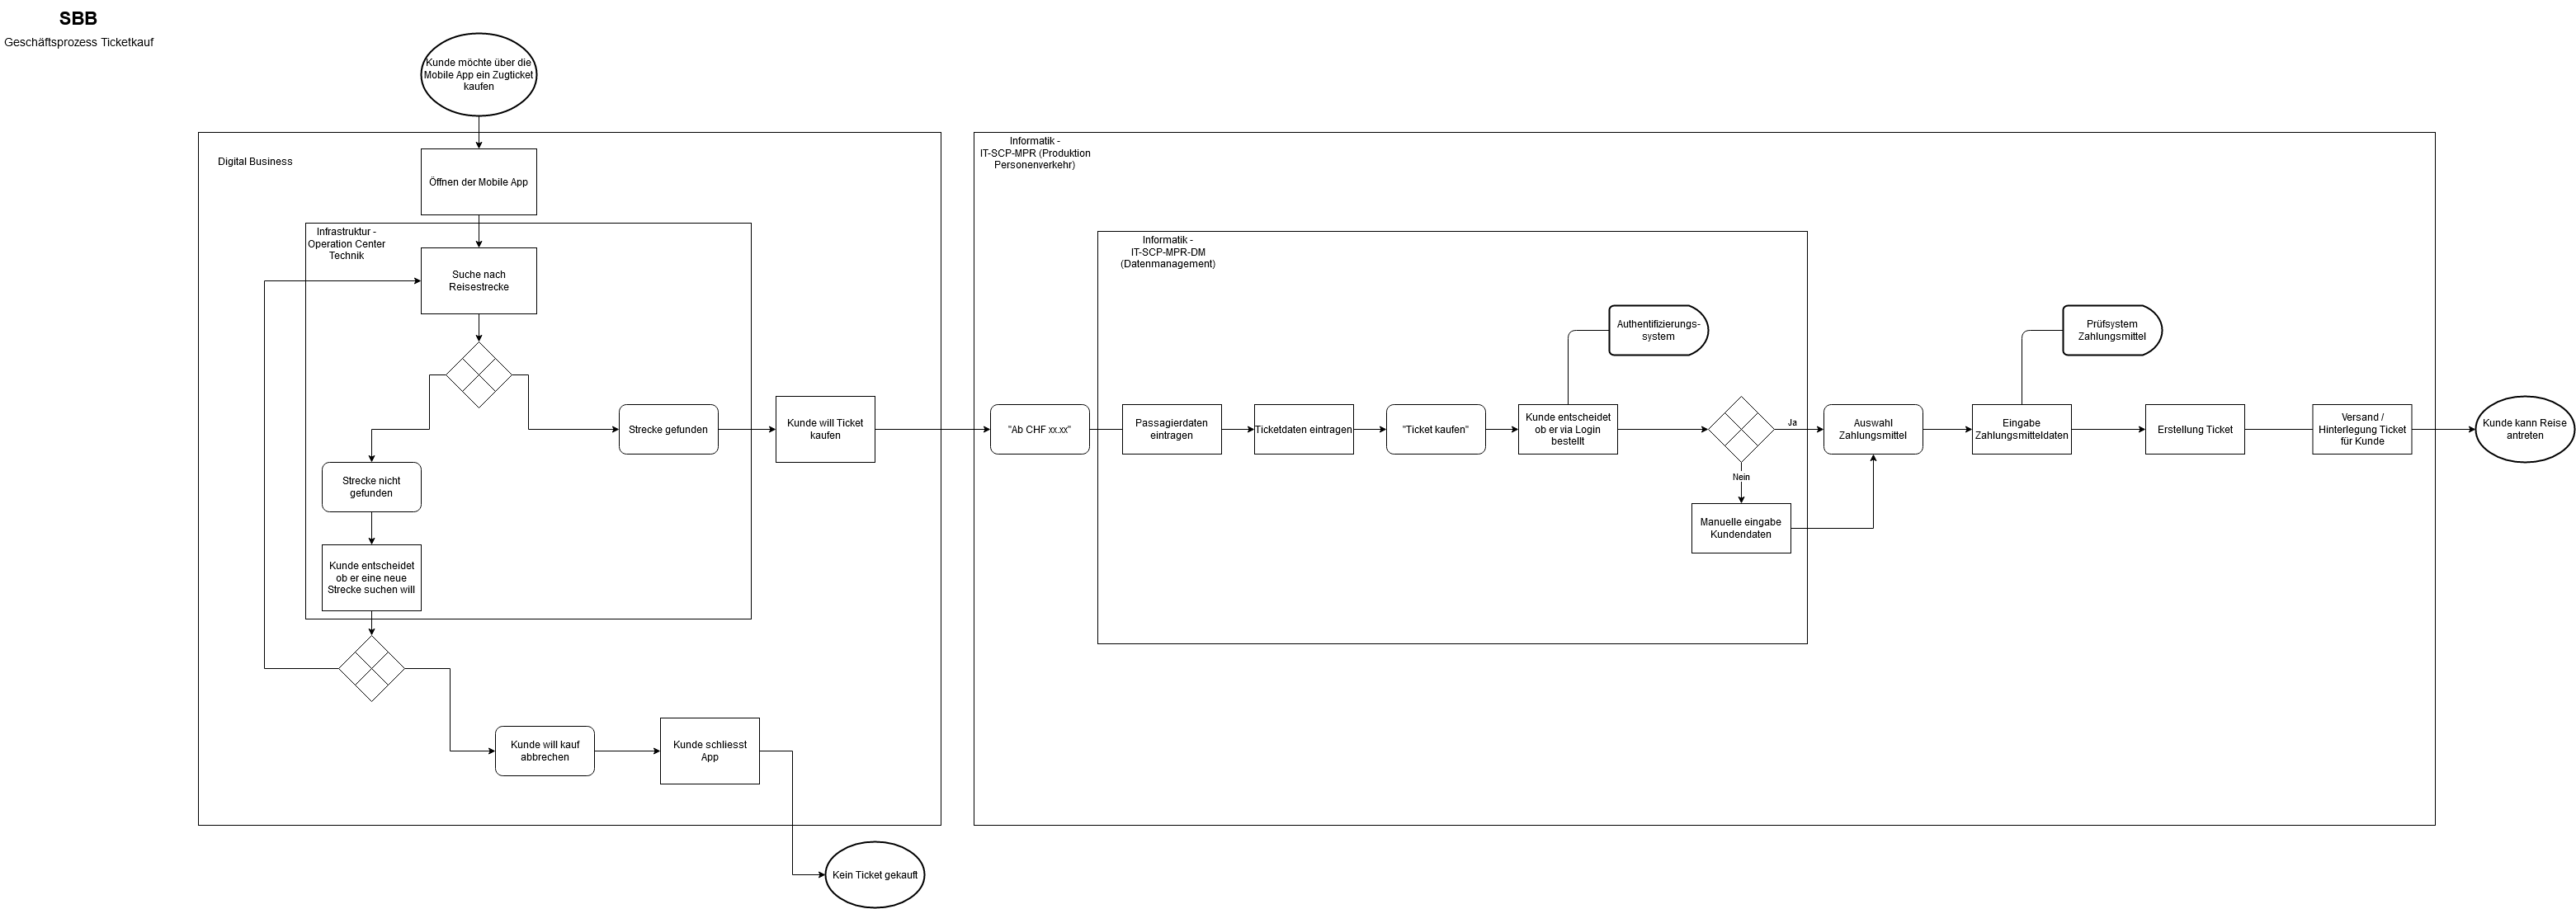 SBB
Geschäftsprozess Ticketkauf
Kunde möchte über die
Mobile App ein Zugticket
kaufen
Digital Business
Öffnen der Mobile App
Infrastruktur -
Operation Center
Technik
Suche nach
Reisestrecke
Strecke gefunden
Kunde will Ticket
kaufen
Strecke nicht
gefunden
Kunde entscheidet
ob er eine neue
Strecke suchen will
Kunde will kauf
abbrechen
Kunde schliesst
App
Kein Ticket gekauft
Informatik -
IT-SCP-MPR (Produktion
Personenverkehr)
Informatik -
IT-SCP-MPR-DM
(Datenmanagement)
"Ab CHF xx.xx"
Passagierdaten
eintragen
Ticketdaten eintragen
"Ticket kaufen"
Kunde entscheidet
ob er via Login
bestellt
Authentifizierungs-
system
Ja
Nein
Manuelle eingabe
Kundendaten
Auswahl
Zahlungsmittel
Eingabe
Zahlungsmitteldaten
Prüfsystem
Zahlungsmittel
Erstellung Ticket
Versand /
Hinterlegung Ticket
für Kunde
Kunde kann Reise
antreten